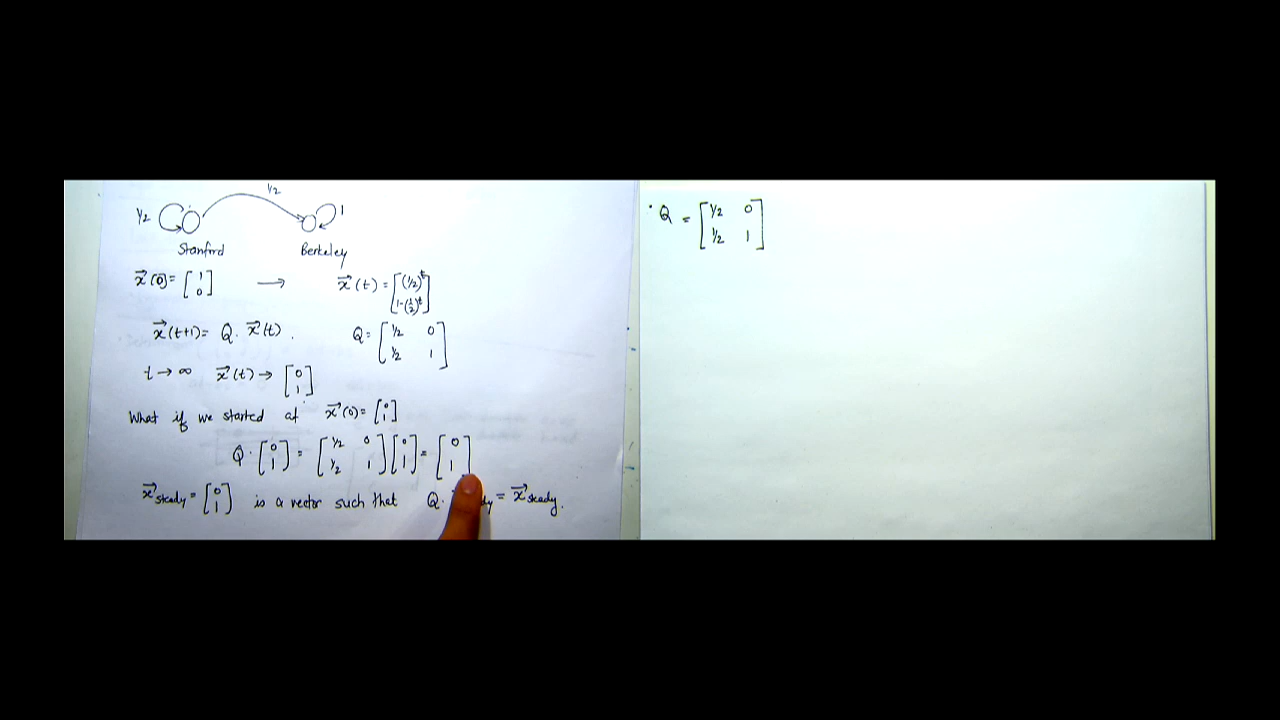 1/2 1/2 1
Stanford Berkeley
x⃗(0) = [1; 0] → x⃗(t) = [(1/2)^t; 1-(1/2)^t]
x⃗(t+1) = Q. x⃗(t). Q = [1/2 0; 1/2 1]
t → ∞ x⃗(t) → [0; 1]
What if we started at x⃗(0) = [0; 1]
Q · [0; 1] = [1/2 0; 1/2 1] [0; 1] = [0; 1]
x⃗steady = [0; 1] is a vector such that Q. dy = x⃗steady.
Q = [1/2 0; 1/2 1]